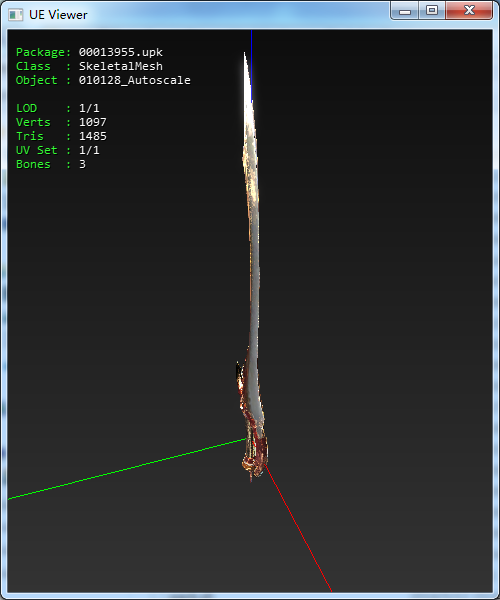 UE Viewer
Package: 00013955.upk
Class  : SkeletalMesh
Object : 010128_Autoscale
LOD    : 1/1
Verts  : 1097
Tris   : 1485
UV Set : 1/1
Bones  : 3